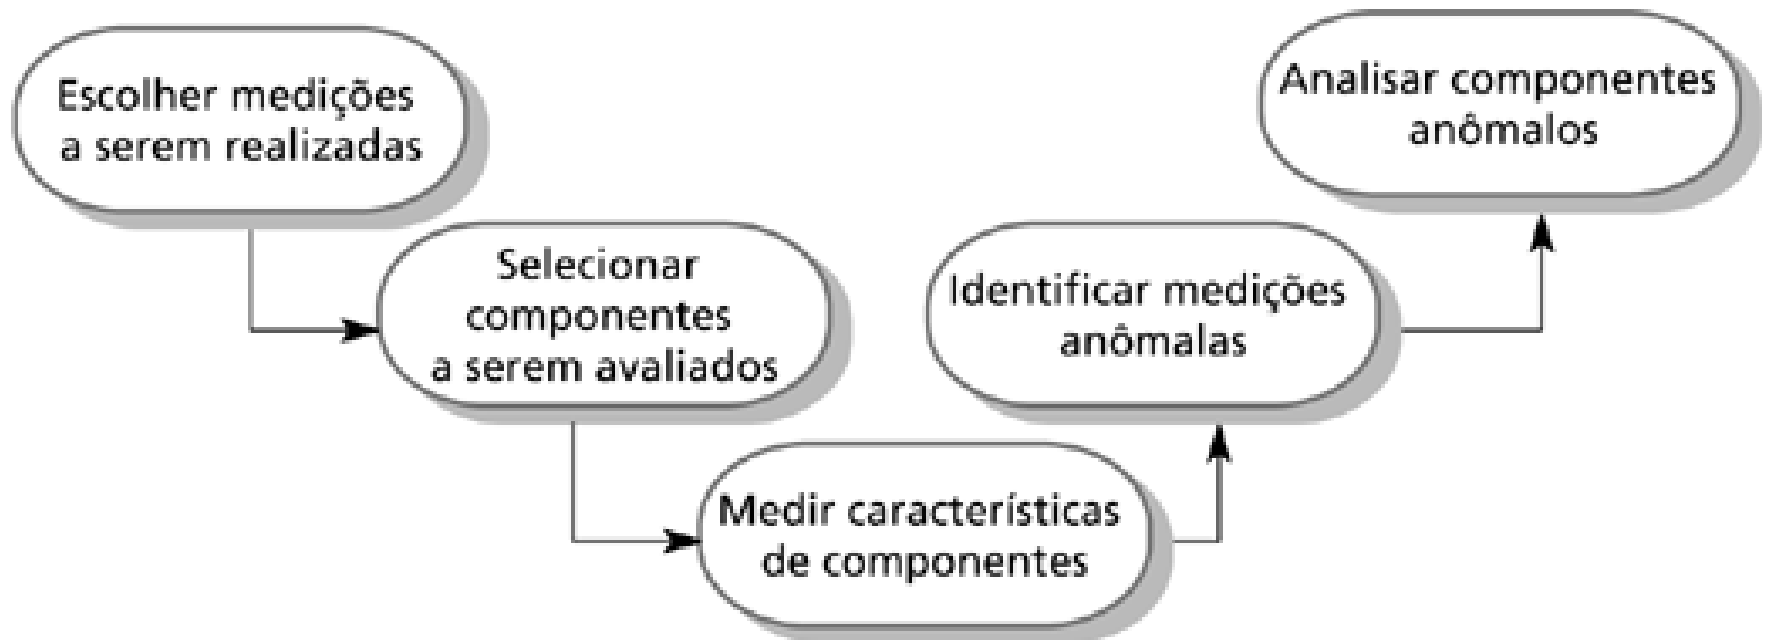 Escolher medições
a serem realizadas
Selecionar
componentes
a serem avaliados
Medir características
de componentes
Identificar medições
anômalas
Analisar componentes
anômalos